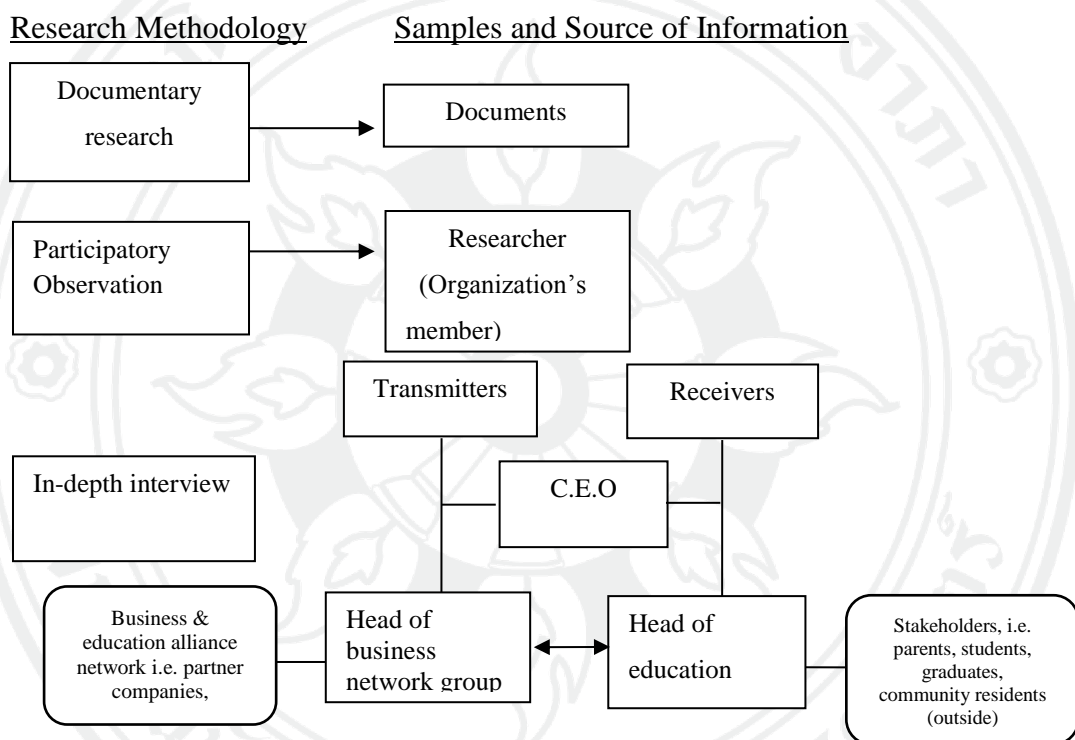 Research Methodology
Samples and Source of Information
Documentary
research
Documents
Participatory
Observation
Researcher
(Organization's
member)
Transmitters
Receivers
In-depth interview
C.E.O
Business &
education alliance
network i.e. partner
companies,
Head of
business
network group
Head of
education
Stakeholders, i.e.
parents, students,
graduates,
community residents
(outside)